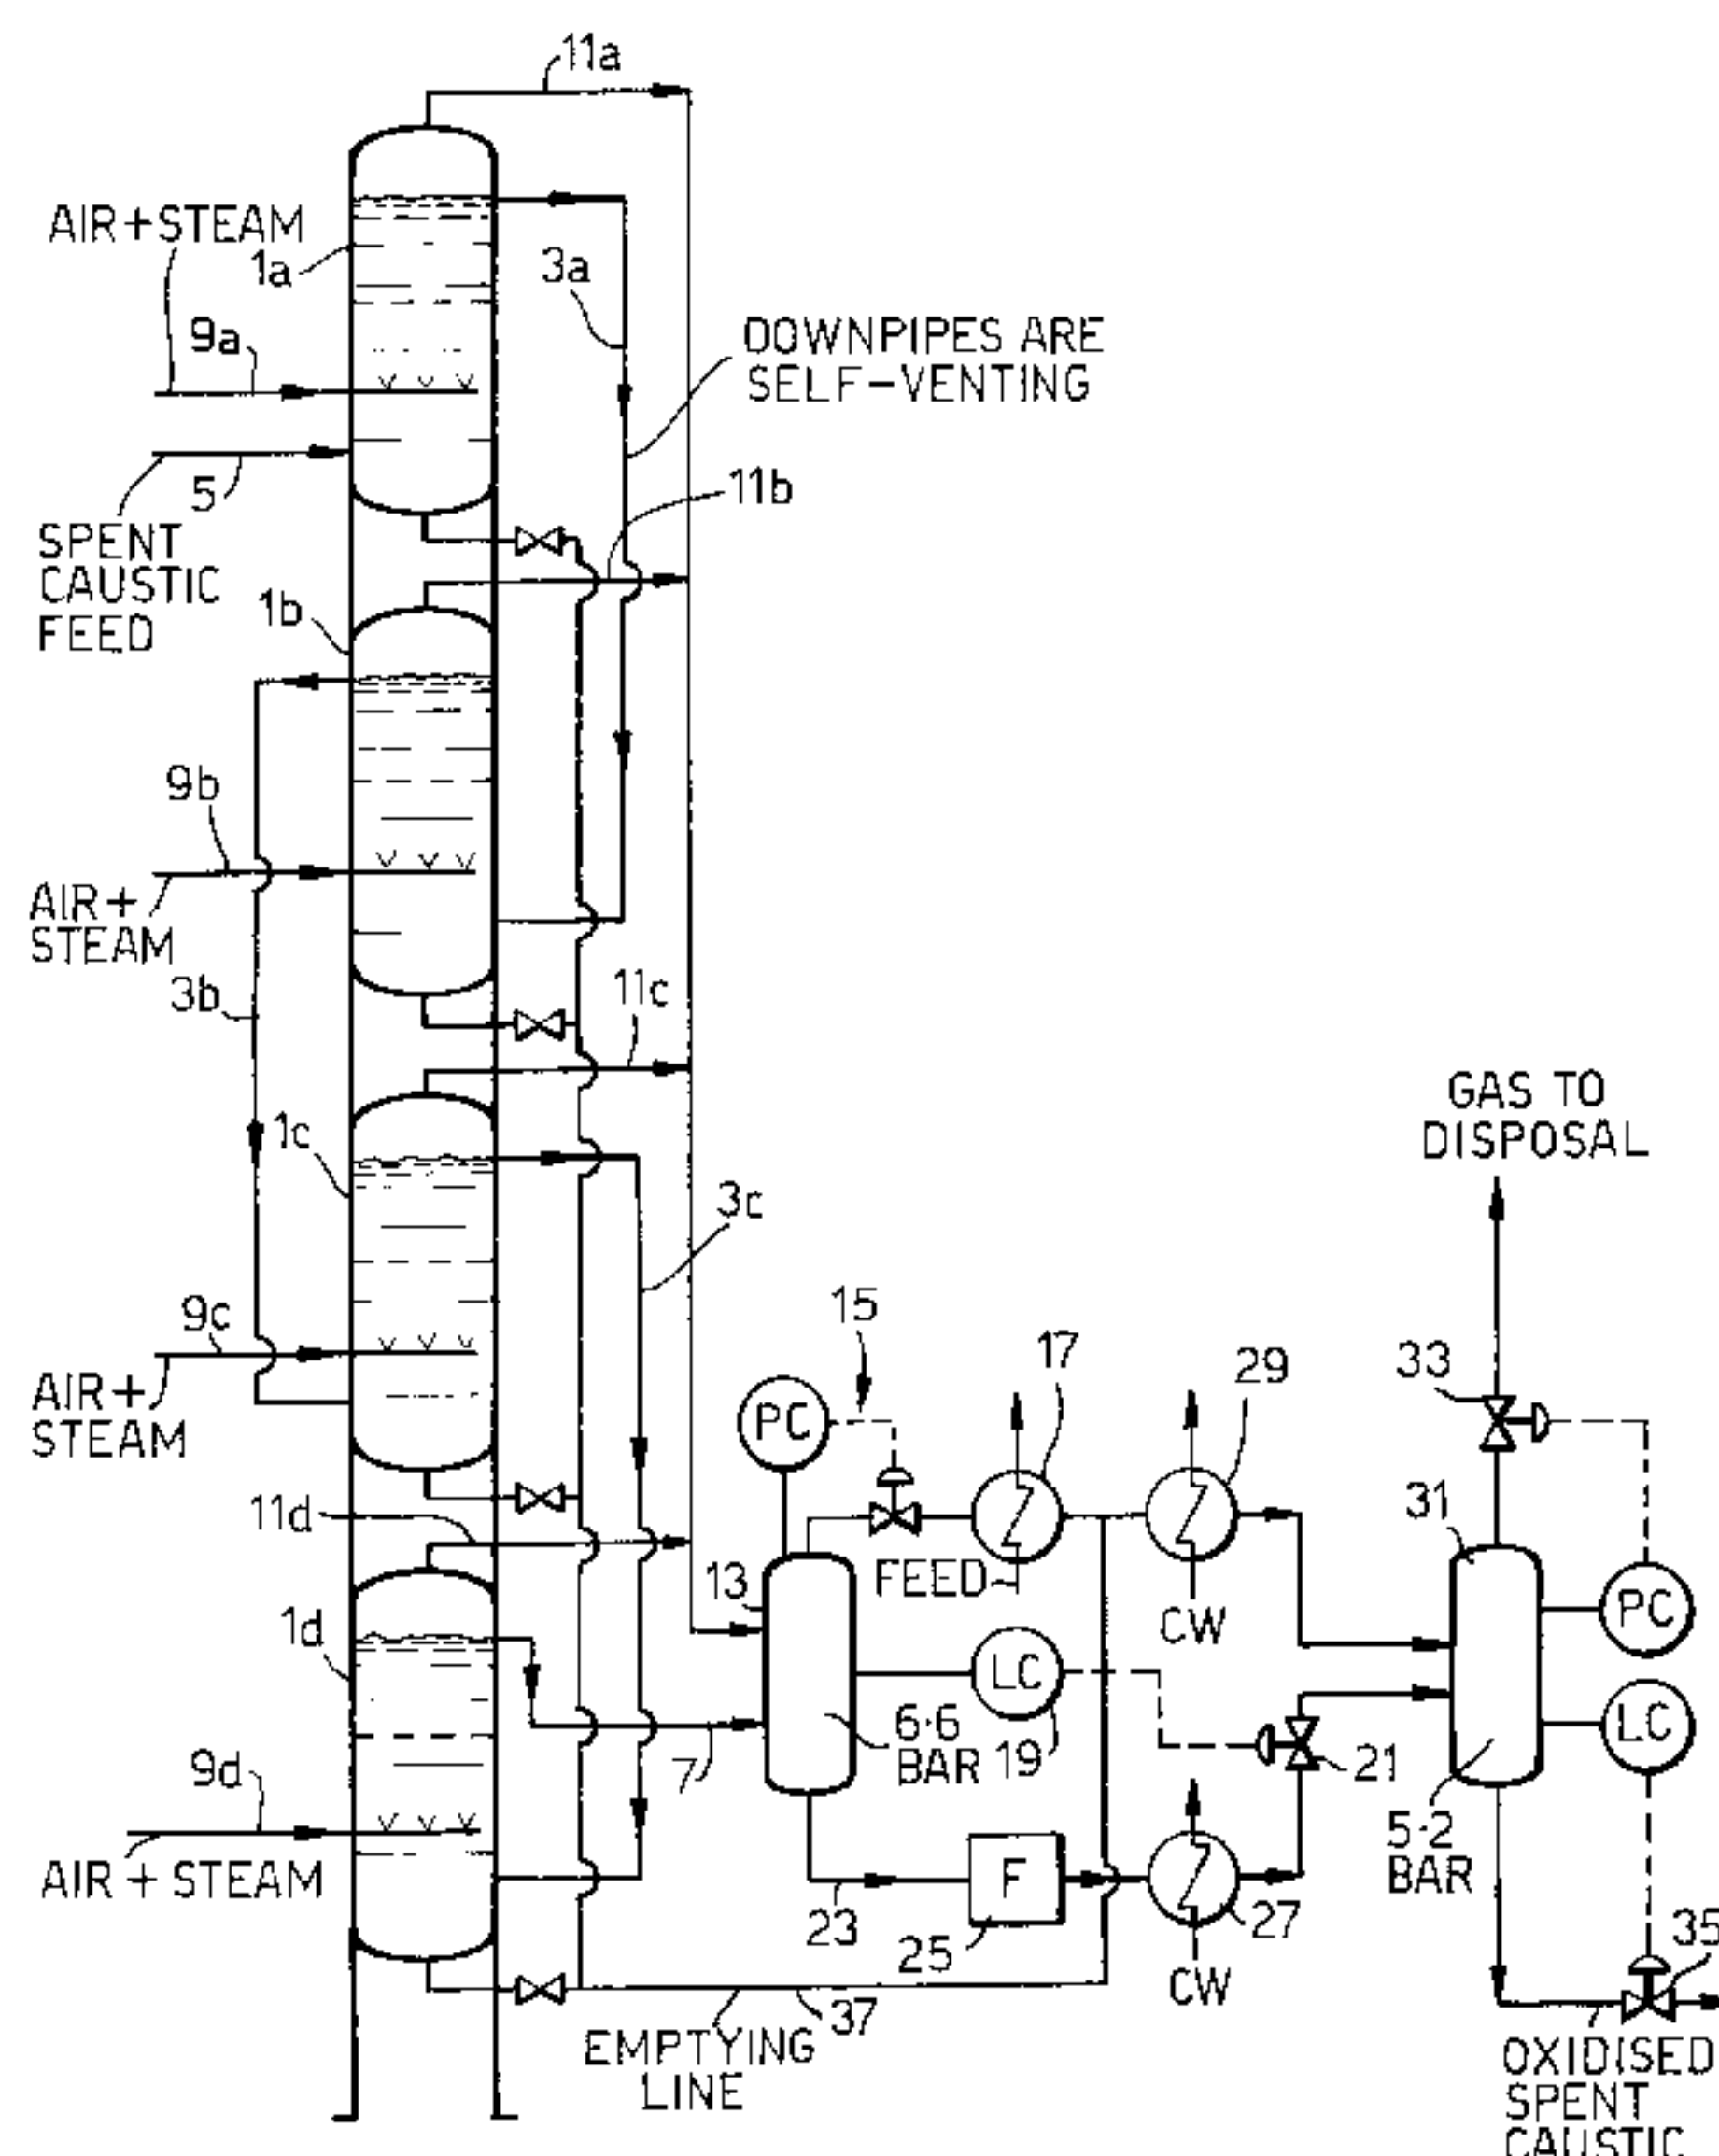 11a
AIR+STEAM
1a
3a
9a
DOWNPIPES ARE
SELF-VENTING
5
11b
SPENT
CAUSTIC
FEED
1b
9b
AIR+
STEAM
3b
11c
GAS TO
DISPOSAL
1c
3c
9c
15
17
29
33
AIR+
STEAM
PC
11d
31
13
FEED
CW
PC
1d
LC
LC
6·6
BAR
19
7
21
9d
5·2
BAR
AIR + STEAM
F
23
25
27
35
CW
37
EMPTYING
LINE
OXIDISED
SPENT
CAUSTIC